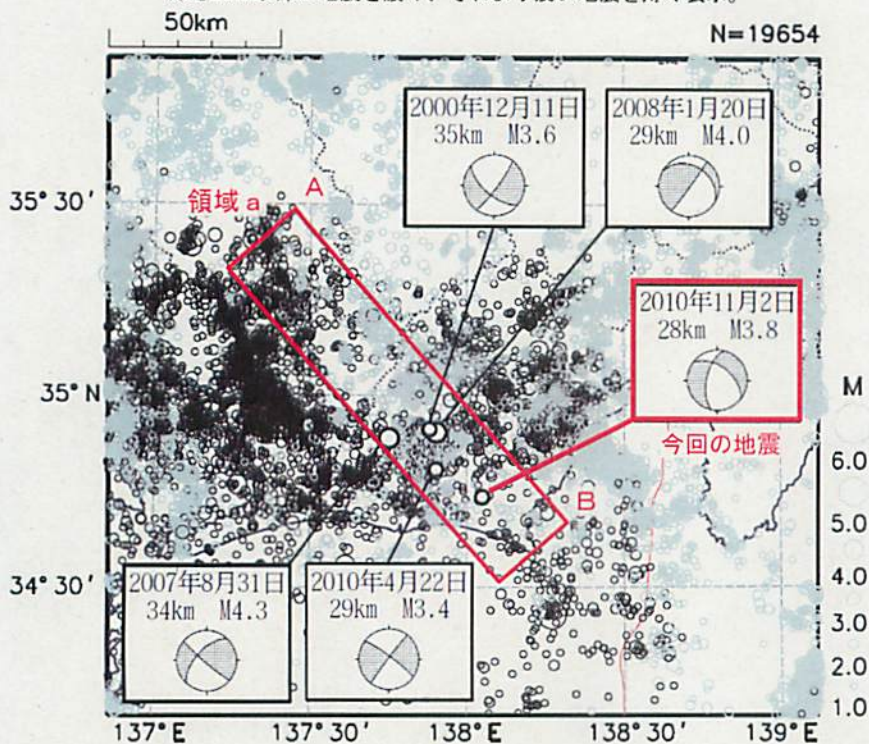 50km
N=19654
2000年12月11日
35km M3.6
2008年1月20日
29km M4.0
35°30′
領域a
A
2010年11月2日
28km M3.8
35°N
M
今回の地震
6.0
B
5.0
34°30′
2007年8月31日
34km M4.3
2010年4月22日
29km M3.4
4.0
3.0
2.0
1.0
137°E
137°30′
138°E
138°30′
139°E